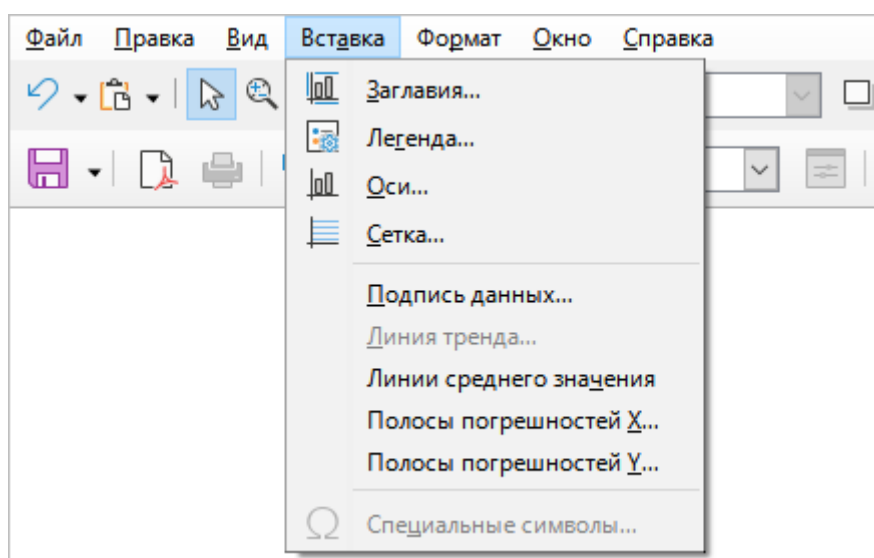 Файл Правка Вид Вставка Формат Окно Справка
Заглавия...
Легенда...
Оси...
Сетка...
Подпись данных...
Линия тренда...
Линии среднего значения
Полосы погрешностей X...
Полосы погрешностей Y...
Специальные символы...